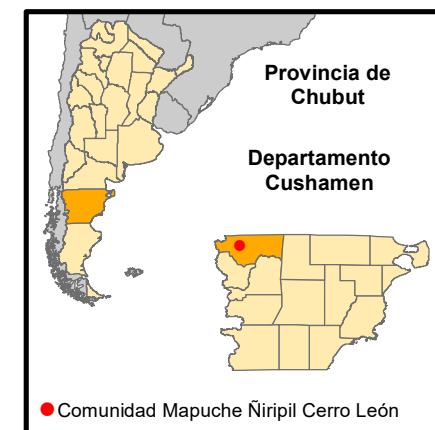 Provincia de
Chubut
Departamento
Cushamen
Comunidad Mapuche Ñiripil Cerro León